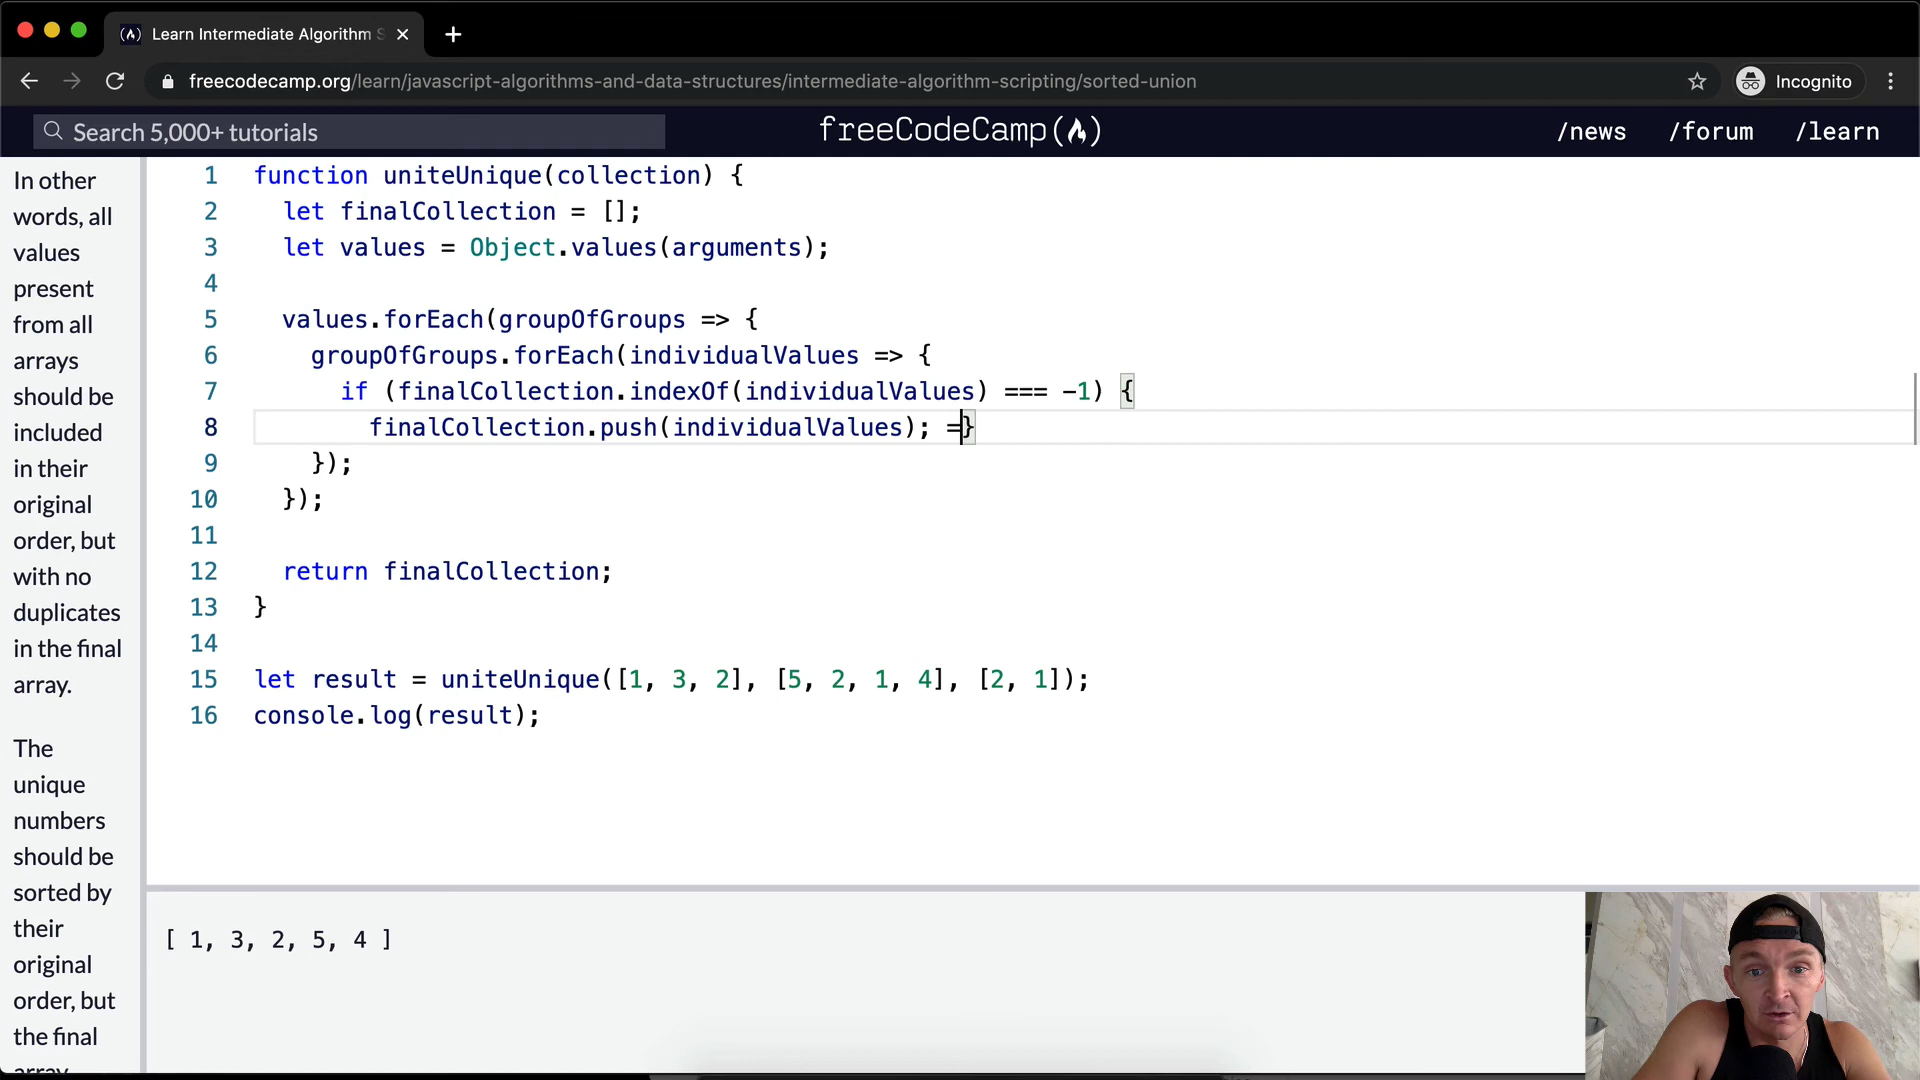 Learn Intermediate Algorithm S
freecodecamp.org/learn/javascript-algorithms-and-data-structures/intermediate-algorithm-scripting/sorted-union
Incognito
Search 5,000+ tutorials
freeCodeCamp
/news
/forum
/learn
In other
words, all
values
present
from all
arrays
should be
included
in their
original
order, but
with no
duplicates
in the final
array.
The
unique
numbers
should be
sorted by
their
original
order, but
the final
array
1 function uniteUnique(collection) {
2 let finalCollection = [];
3 let values = Object.values(arguments);
4
5 values.forEach(groupOfGroups => {
6 groupOfGroups.forEach(individualValues => {
7 if (finalCollection.indexOf(individualValues) === -1) {
8 finalCollection.push(individualValues); =}
9 });
10 });
11
12 return finalCollection;
13 }
14
15 let result = uniteUnique([1, 3, 2], [5, 2, 1, 4], [2, 1]);
16 console.log(result);
[ 1, 3, 2, 5, 4 ]